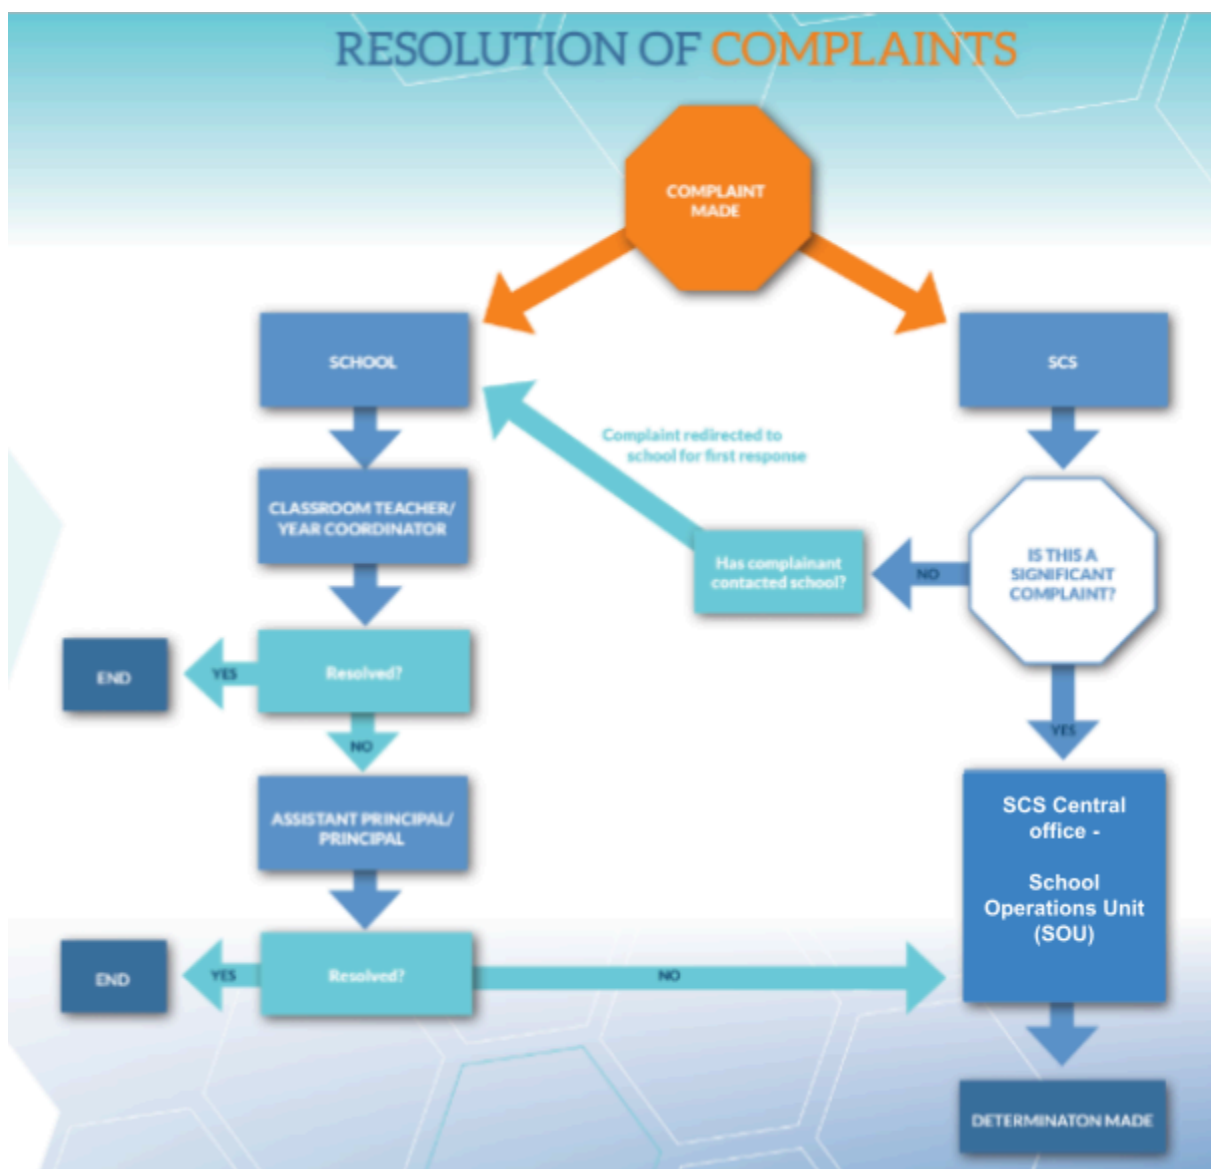 RESOLUTION OF COMPLAINTS
COMPLAINT
MADE
SCHOOL
SCS
Complaint redirected to
school for first response
CLASSROOM TEACHER/
YEAR COORDINATOR
Has complainant
contacted school?
NO
IS THIS A
SIGNIFICANT
COMPLAINT?
END
YES
Resolved?
NO
YES
ASSISTANT PRINCIPAL/
PRINCIPAL
SCS Central
office -
School
Operations Unit
(SOU)
END
YES
Resolved?
NO
DETERMINATON MADE